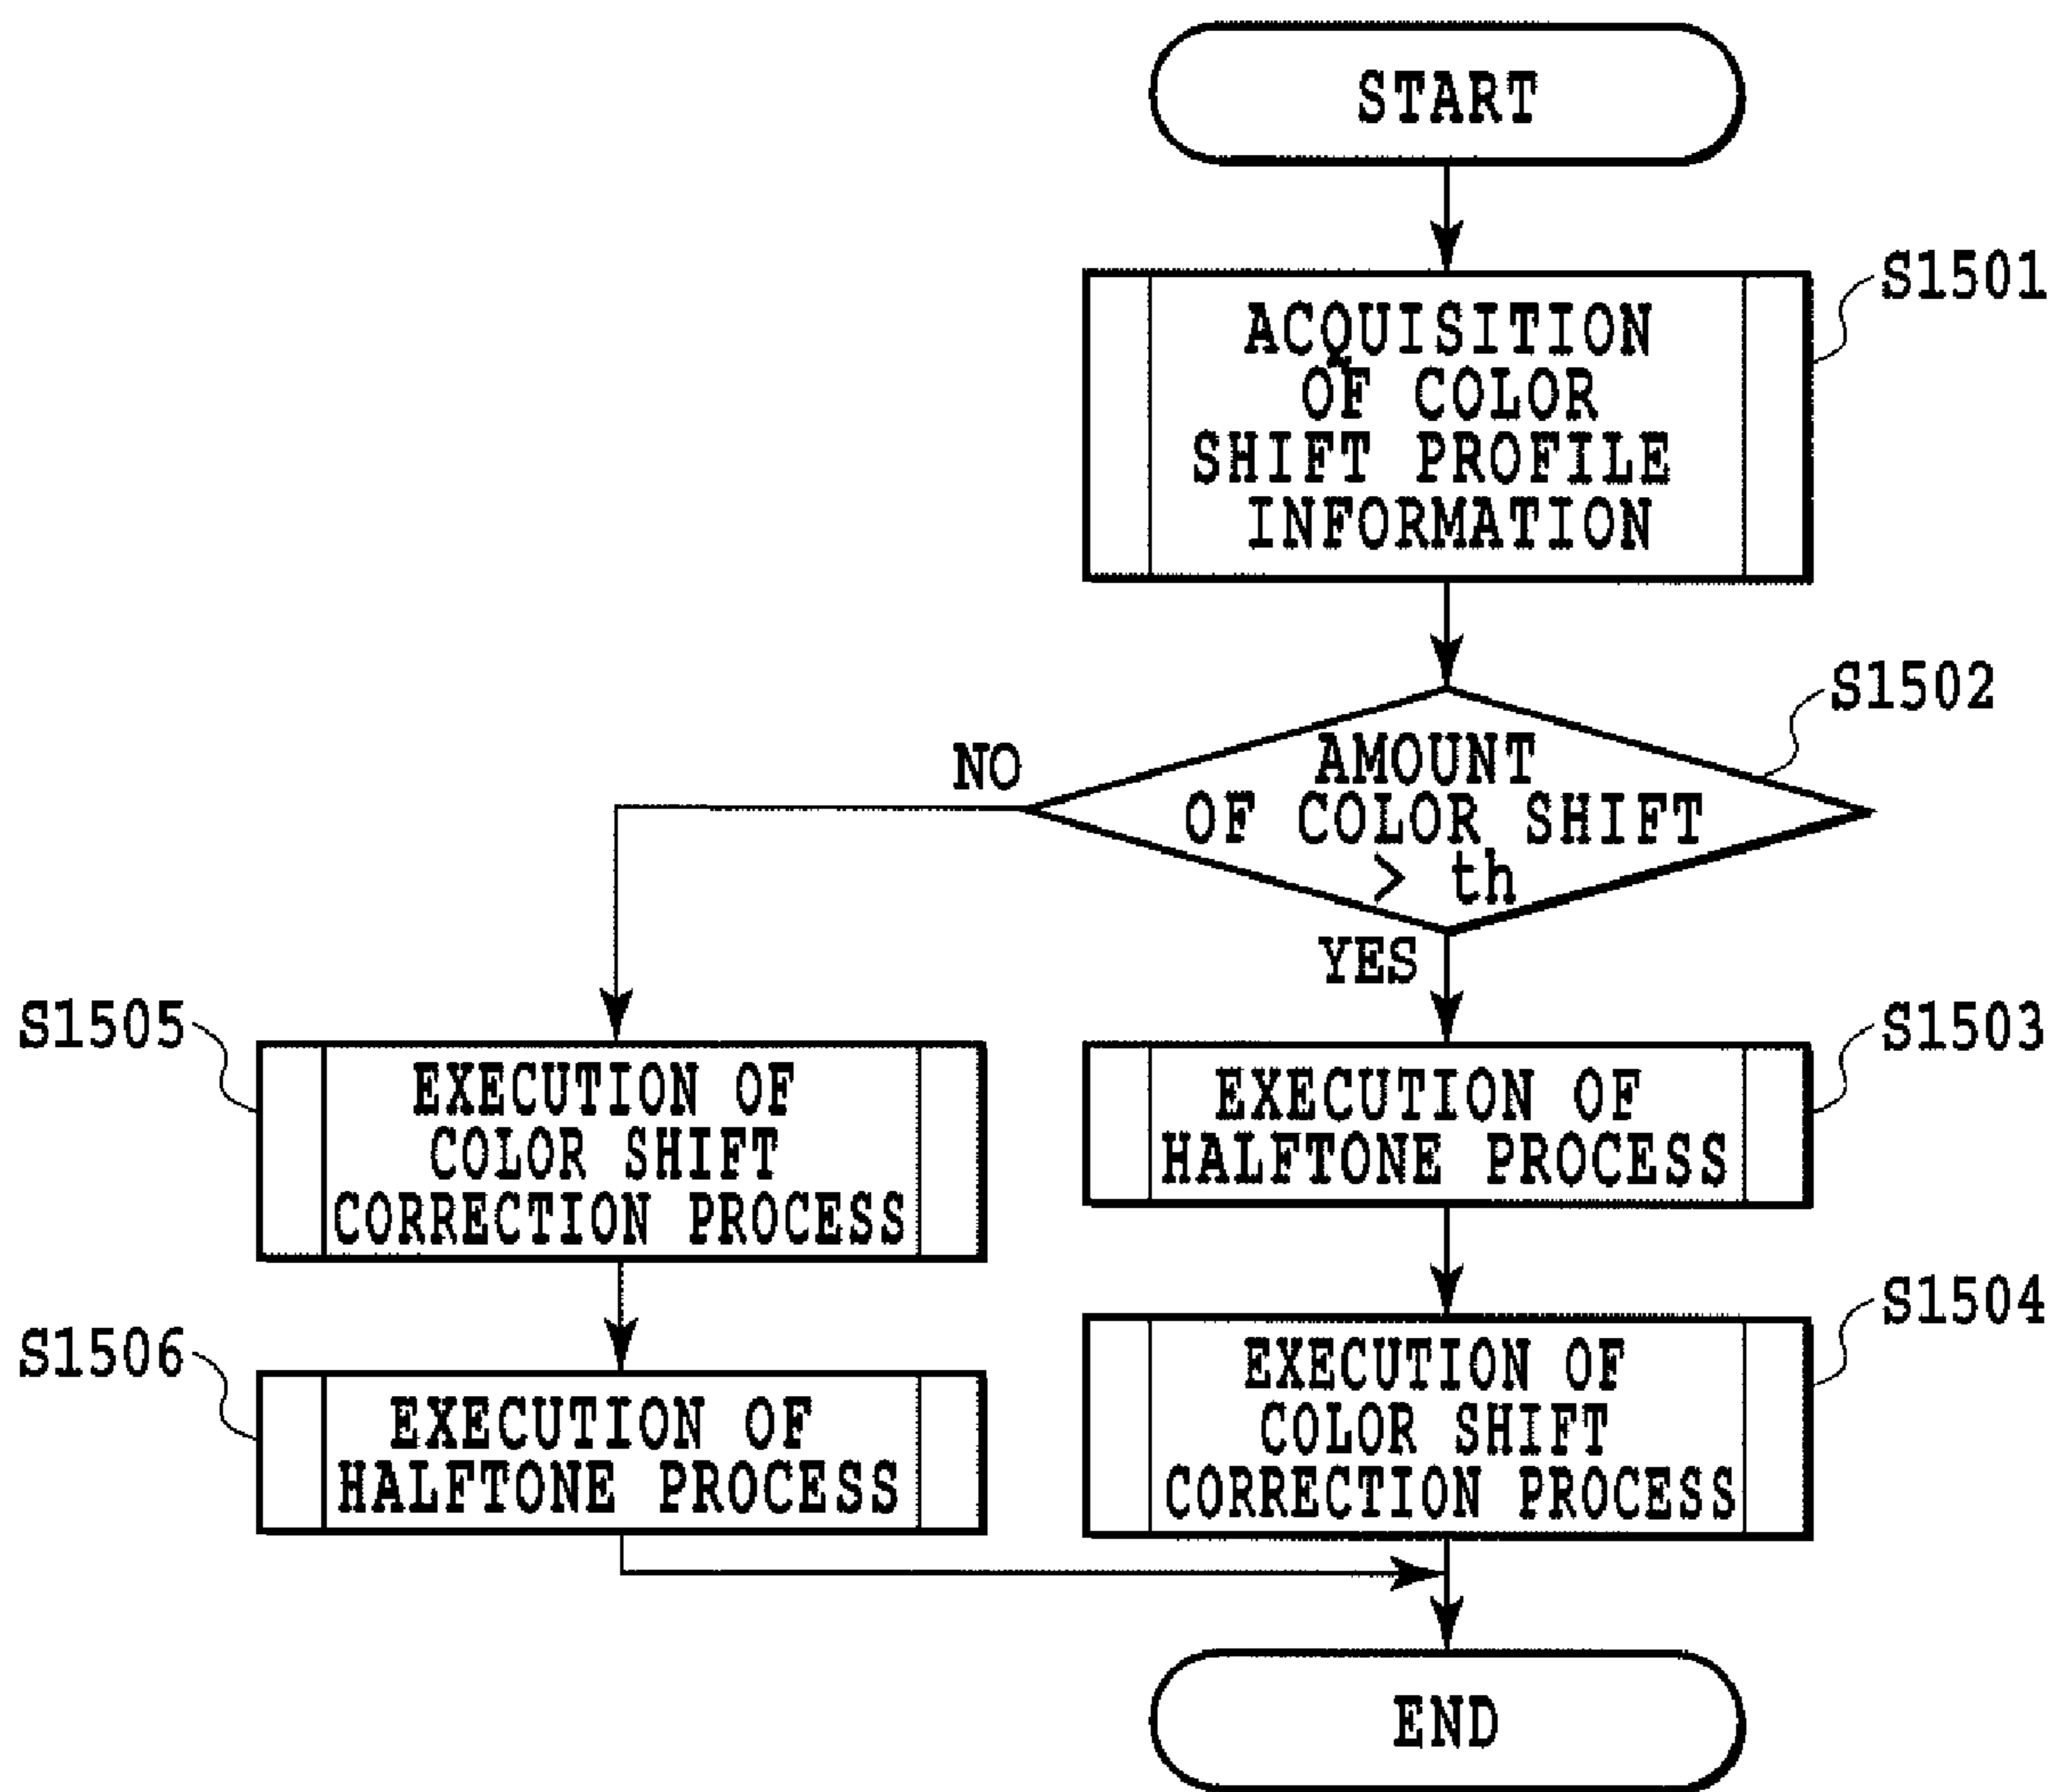 START
S1501
ACQUISITION
OF COLOR
SHIFT PROFILE
INFORMATION
S1502
AMOUNT
OF COLOR SHIFT
> th
NO
YES
S1503
EXECUTION OF
HALFTONE PROCESS
S1504
EXECUTION OF
COLOR SHIFT
CORRECTION PROCESS
S1505
EXECUTION OF
COLOR SHIFT
CORRECTION PROCESS
S1506
EXECUTION OF
HALFTONE PROCESS
END